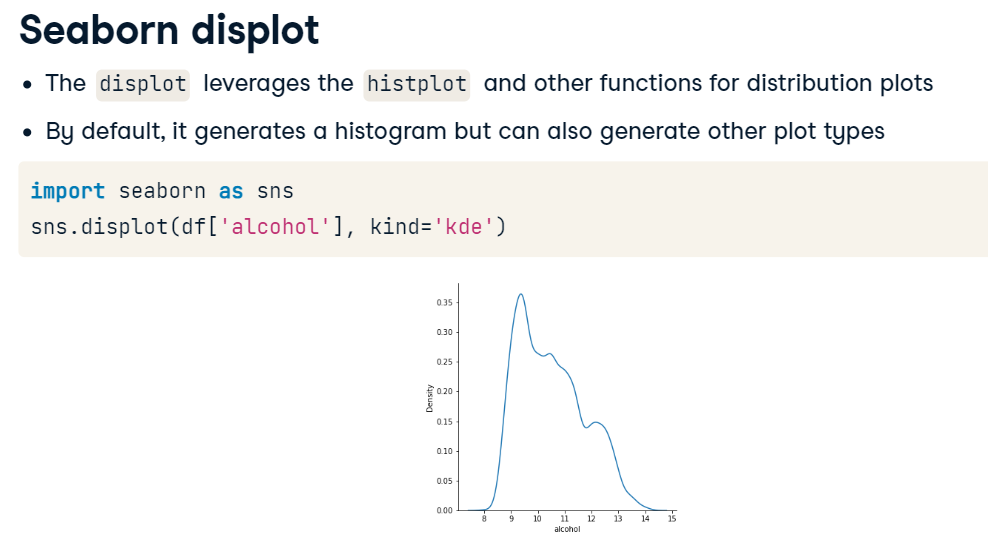 Seaborn displot
• The displot leverages the histplot and other functions for distribution plots
• By default, it generates a histogram but can also generate other plot types
import seaborn as sns
sns.displot(df['alcohol'], kind='kde')
0.35
0.30
0.25
0.20
0.15
0.10
0.05
0.00
Density
8 9 10 11 12 13 14 15
alcohol